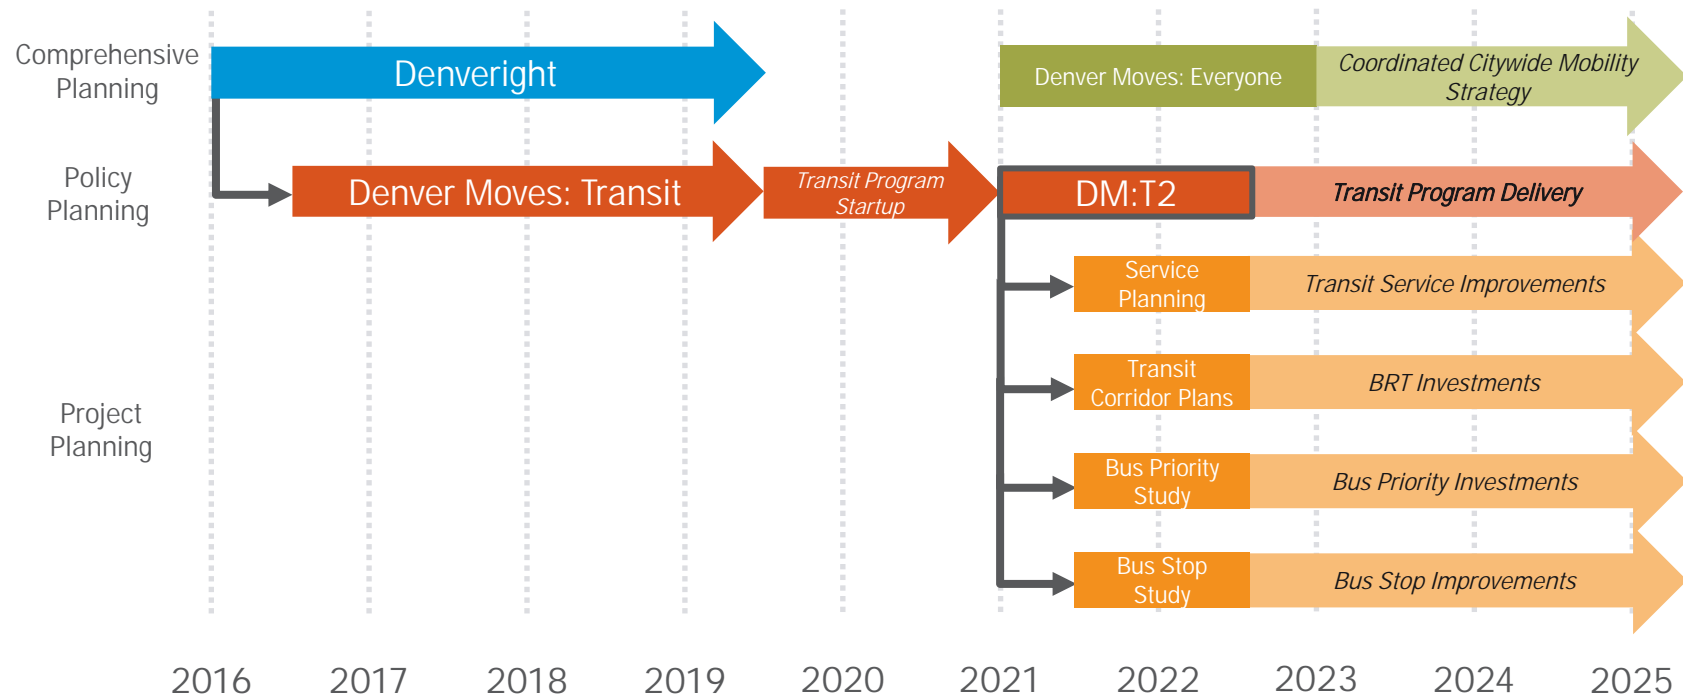 Comprehensive
Planning
Denveright
Denver Moves: Everyone
Coordinated Citywide Mobility
Strategy
Policy
Planning
Denver Moves: Transit
Transit Program
Startup
DM:T2
Transit Program Delivery
Project
Planning
Service
Planning
Transit Service Improvements
Transit
Corridor Plans
BRT Investments
Bus Priority
Study
Bus Priority Investments
Bus Stop
Study
Bus Stop Improvements
2016 2017 2018 2019 2020 2021 2022 2023 2024 2025